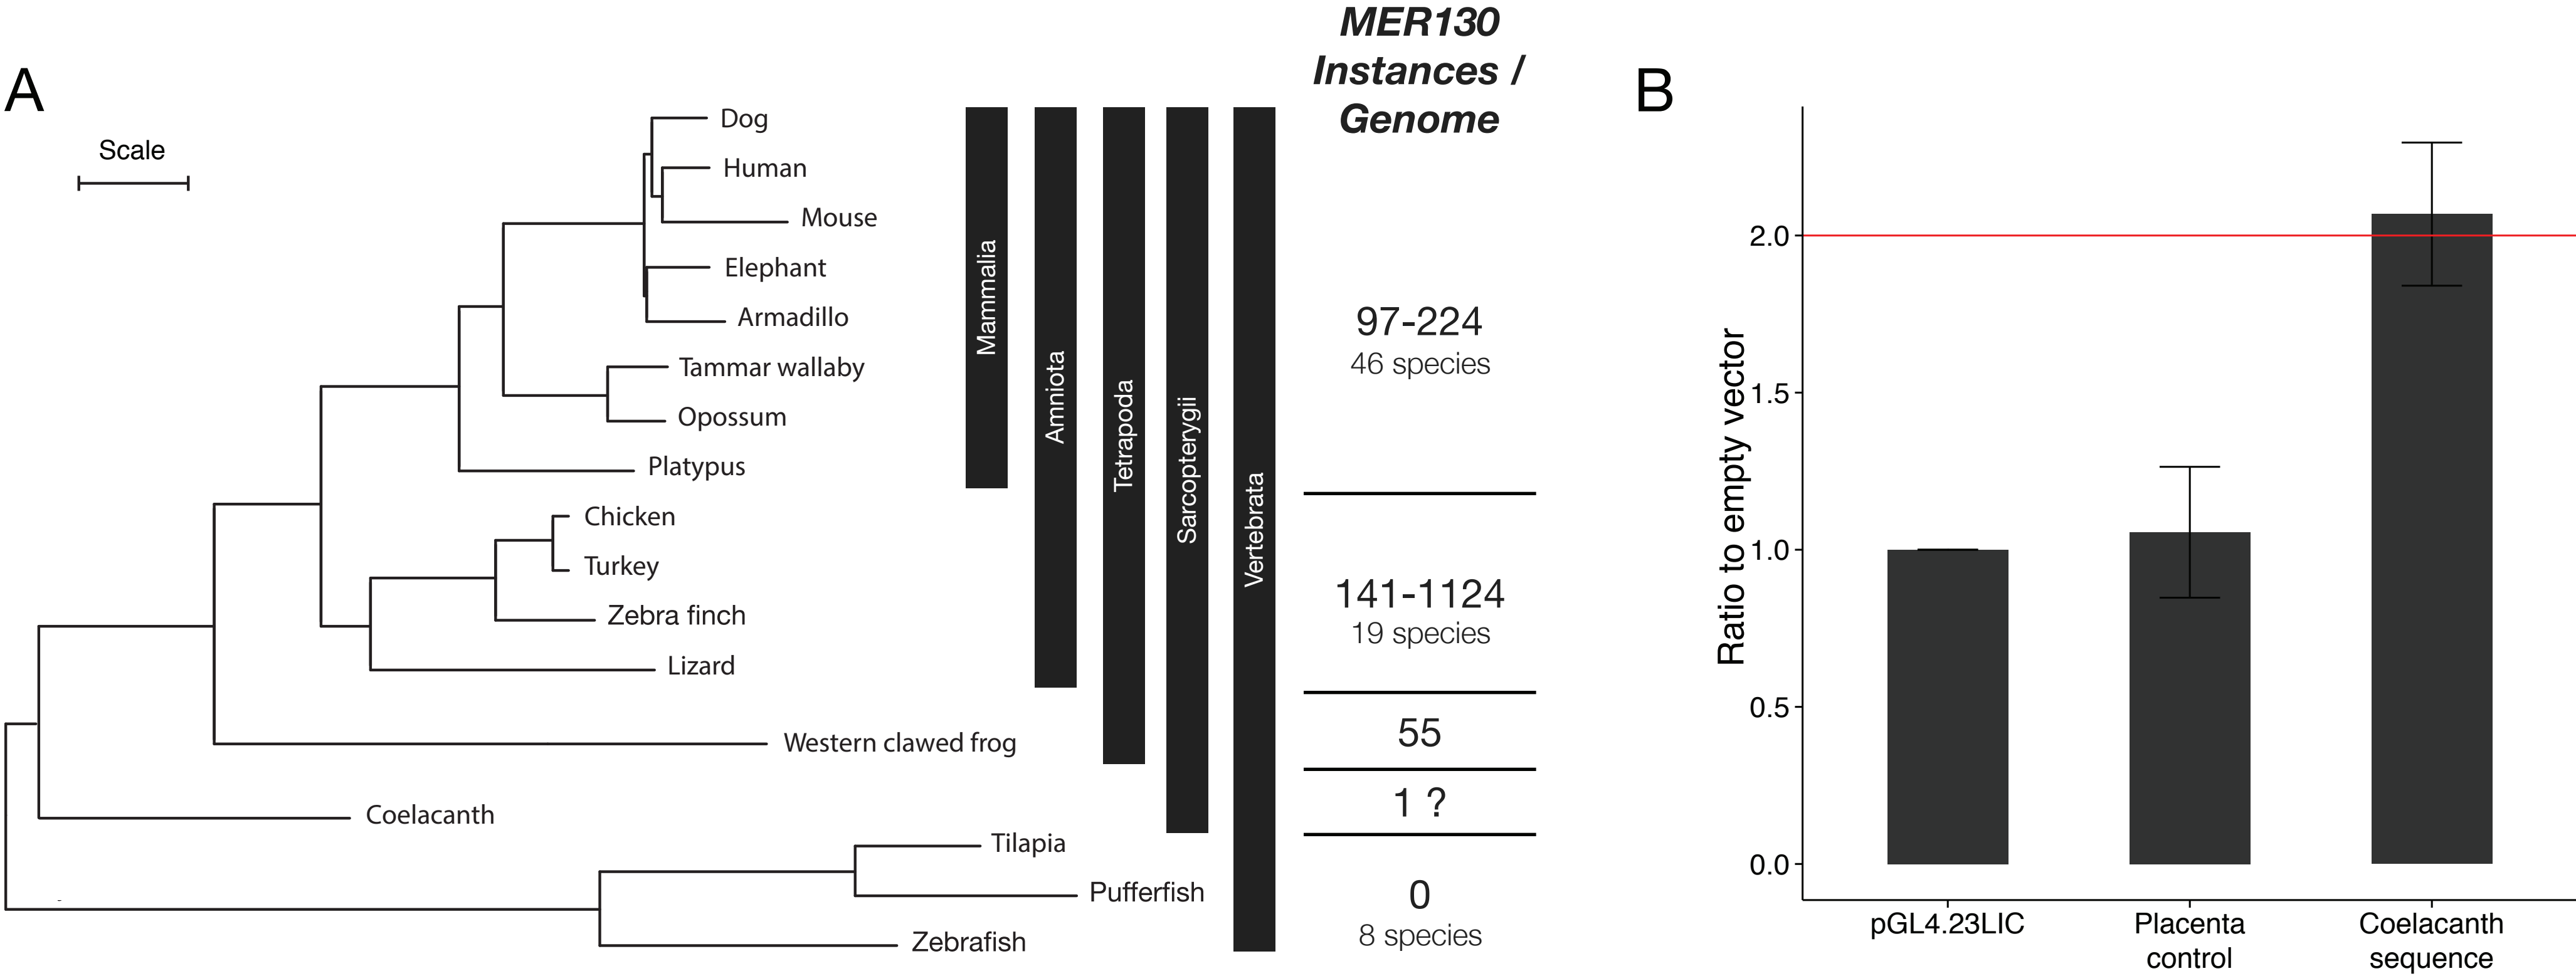 A
Scale
Dog
Human
Mouse
Elephant
Armadillo
Tammar wallaby
Opossum
Platypus
Chicken
Turkey
Zebra finch
Lizard
Western clawed frog
Coelacanth
Tilapia
Pufferfish
Zebrafish
Mammalia
Amniota
Tetrapoda
Sarcopterygii
Vertebrata
MER130
Instances /
Genome
97-224
46 species
141-1124
19 species
55
1 ?
0
8 species
B
Ratio to empty vector
2.0
1.5
1.0
0.5
0.0
pGL4.23LIC
Placenta
control
Coelacanth
sequence